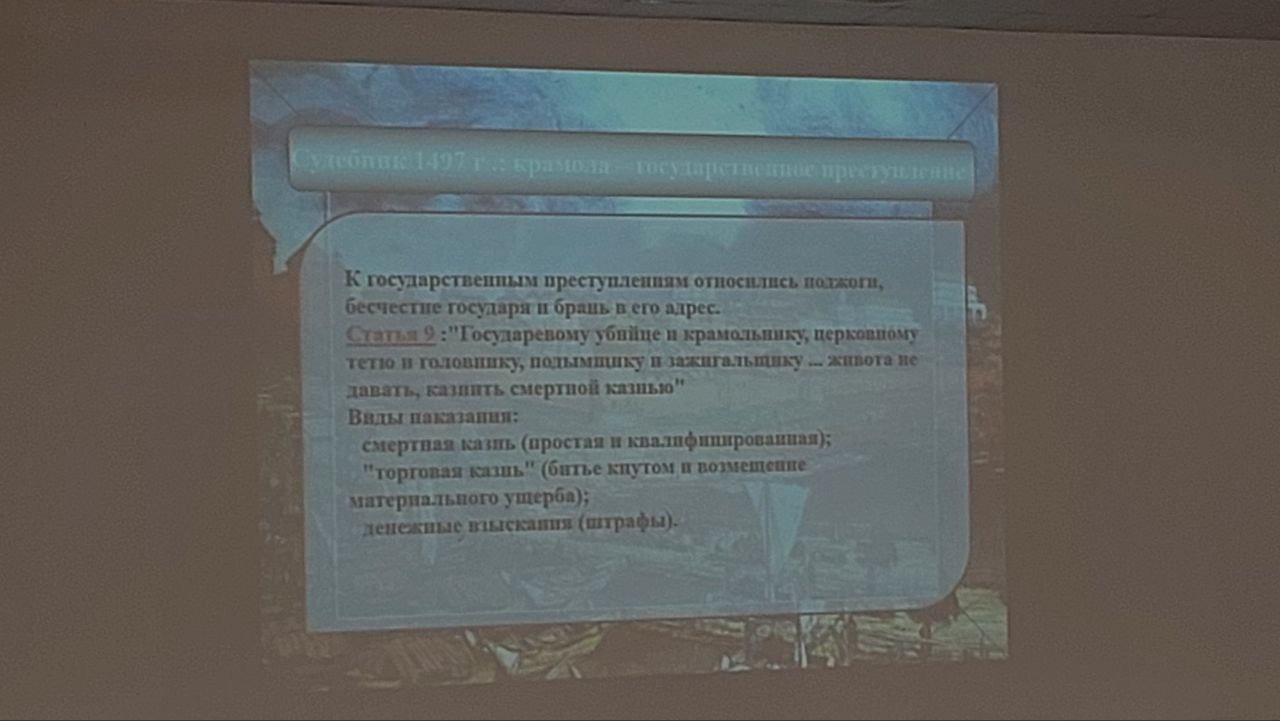 Судебник 1497 г .: крамола – государственное преступление
К государственным преступлениям относились поджоги,
бесчестие государя и брань в его адрес.
Статья 9 :"Государевому убийце и крамольнику, церковному
татю и головнику, подымщику и зажигальщику ... живота не
давать, казнить смертной казнью"
Виды наказания:
смертная казнь (простая и квалифицированная);
"торговая казнь" (битье кнутом и возмещение
материального ущерба);
денежные взыскания (штрафы).